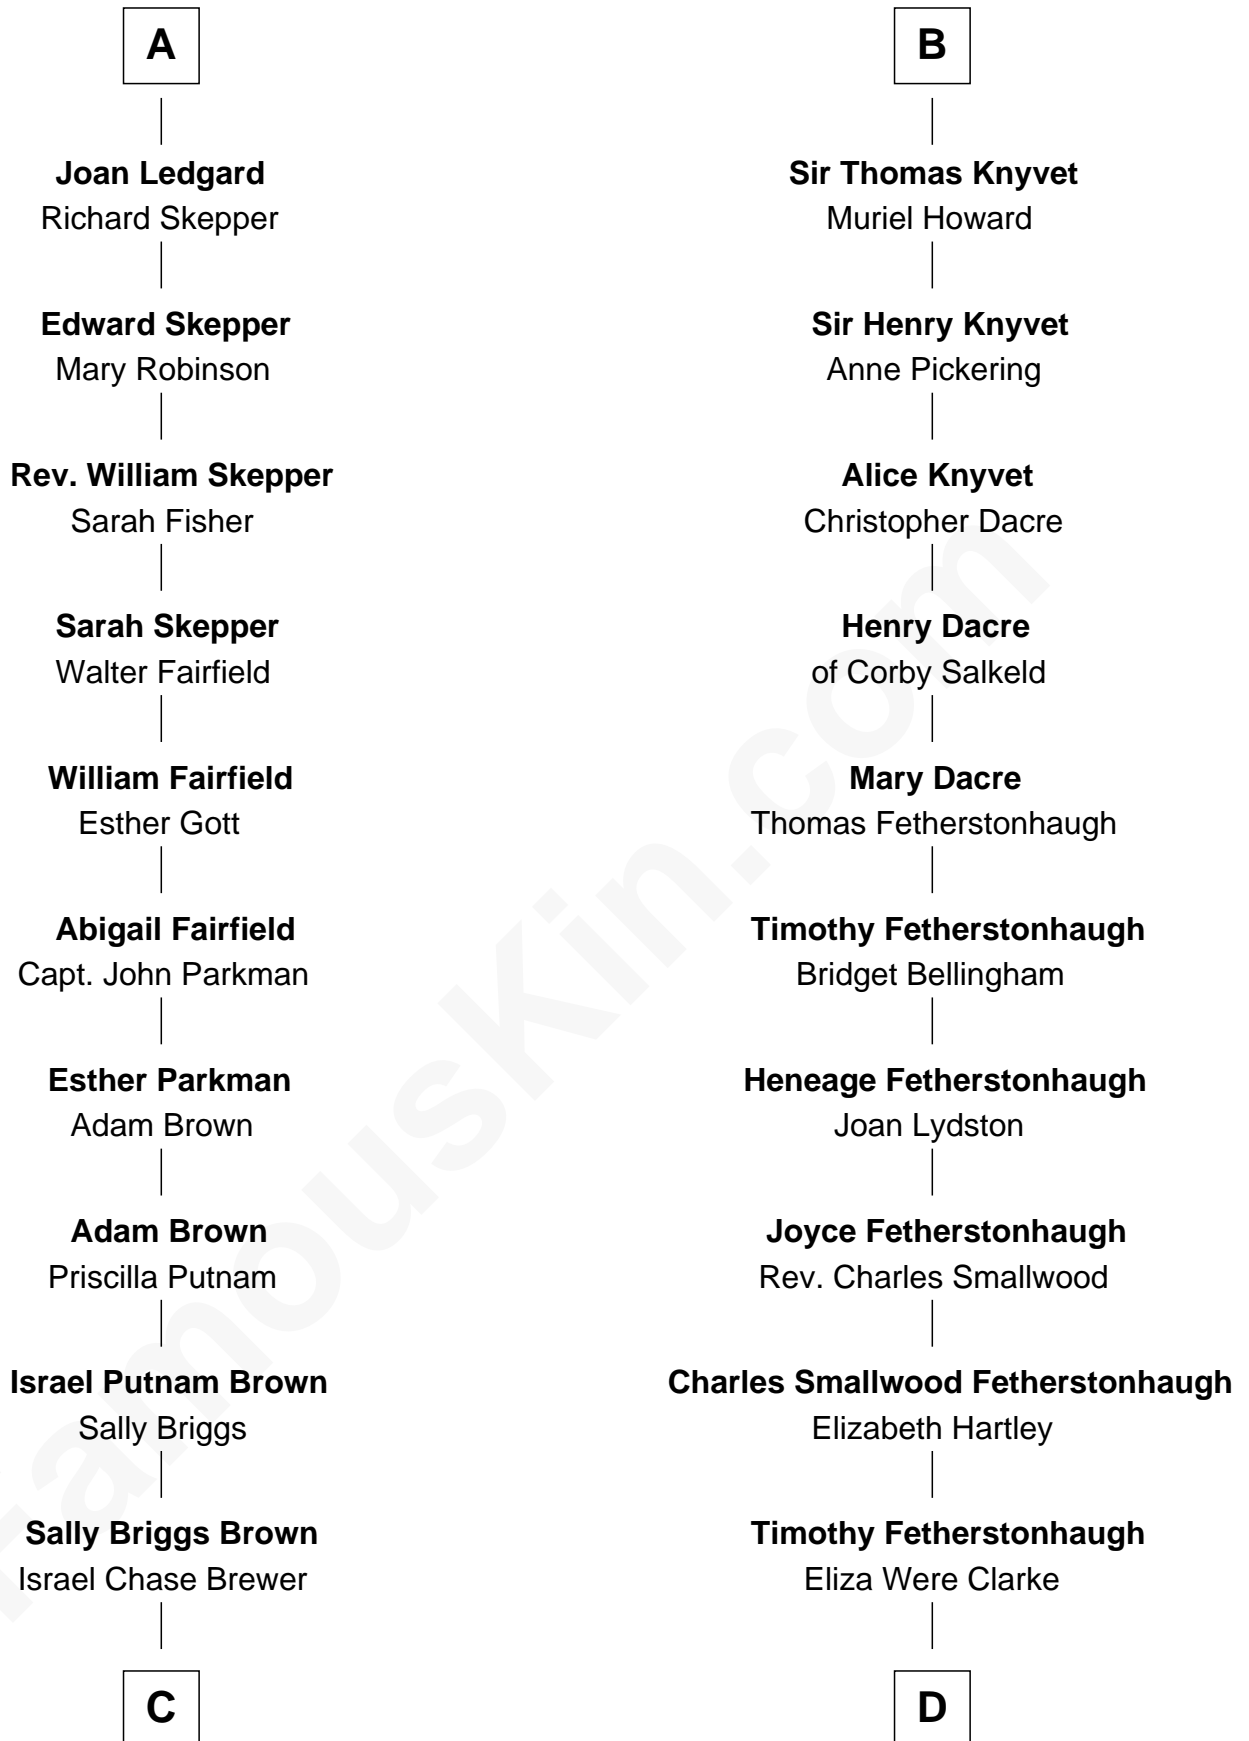 A
Joan Ledgard
Richard Skepper
Edward Skepper
Mary Robinson
Rev. William Skepper
Sarah Fisher
Sarah Skepper
Walter Fairfield
William Fairfield
Esther Gott
Abigail Fairfield
Capt. John Parkman
Esther Parkman
Adam Brown
Adam Brown
Priscilla Putnam
Israel Putnam Brown
Sally Briggs
Sally Briggs Brown
Israel Chase Brewer
C
B
Sir Thomas Knyvet
Muriel Howard
Sir Henry Knyvet
Anne Pickering
Alice Knyvet
Christopher Dacre
Henry Dacre
of Corby Salkeld
Mary Dacre
Thomas Fetherstonhaugh
Timothy Fetherstonhaugh
Bridget Bellingham
Heneage Fetherstonhaugh
Joan Lydston
Joyce Fetherstonhaugh
Rev. Charles Smallwood
Charles Smallwood Fetherstonhaugh
Elizabeth Hartley
Timothy Fetherstonhaugh
Eliza Were Clarke
D
FamousKin.com